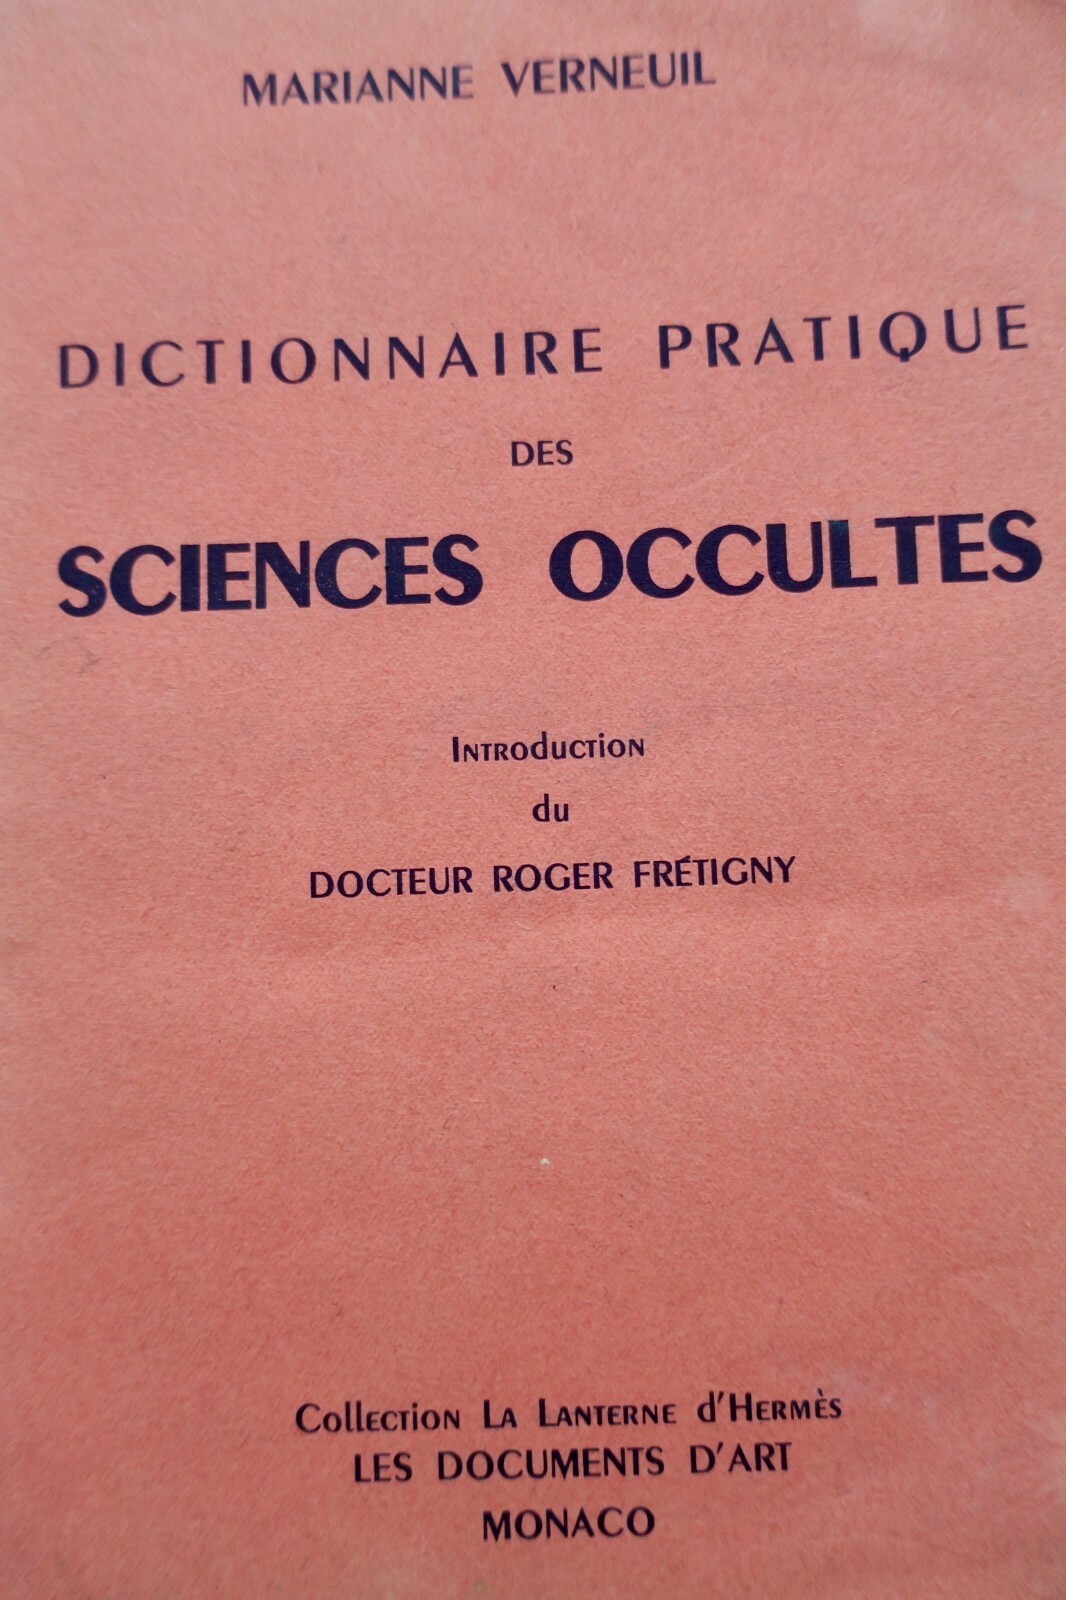 MARIANNE VERNEUIL
DICTIONNAIRE PRATIQUE
DES
SCIENCES OCCULTES
INTRODUCTION
du
DOCTEUR ROGER FRÉTIGNY
Collection La Lanterne d'Hermès
LES DOCUMENTS D'ART
MONACO